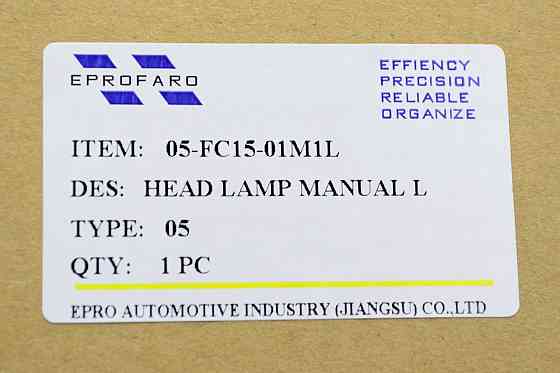 EPROFARO
EFFIENCY
PRECISION
RELIABLE
ORGANIZE
ITEM: 05-FC15-01M1L
DES: HEAD LAMP MANUAL L
TYPE: 05
QTY: 1 PC
EPRO AUTOMOTIVE INDUSTRY (JIANGSU) CO.,LTD